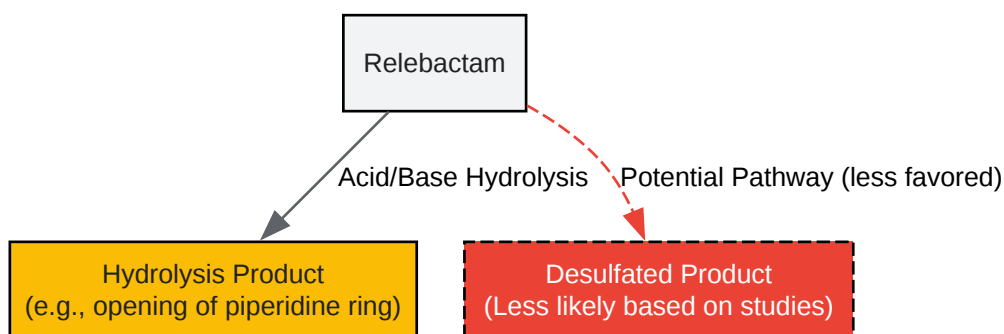 Relebactam
Acid/Base Hydrolysis
Potential Pathway (less favored)
Hydrolysis Product
(e.g., opening of piperidine ring)
Desulfated Product
(Less likely based on studies)